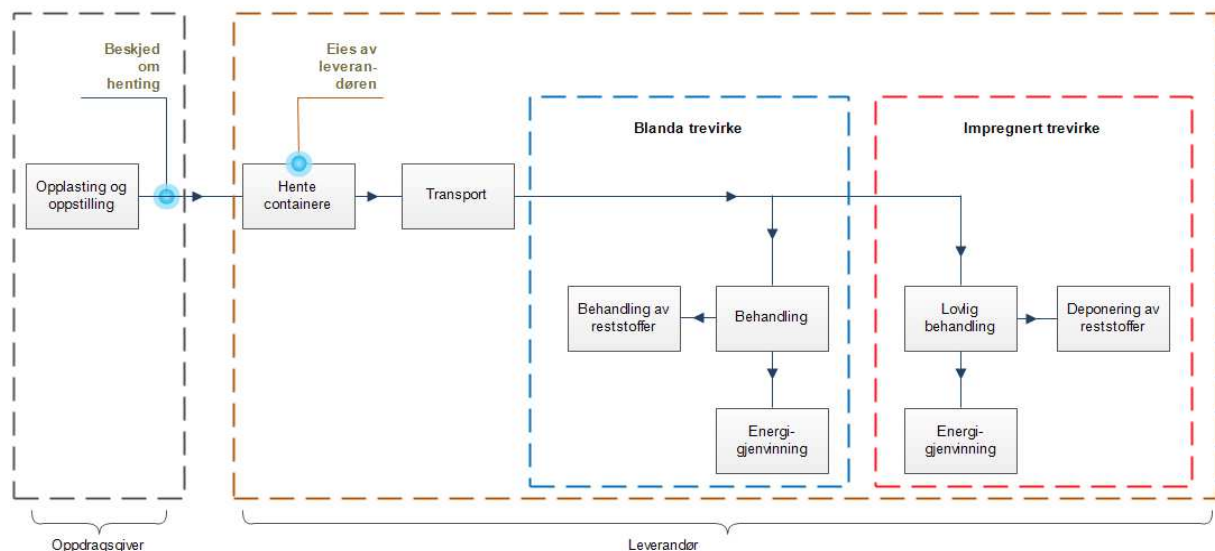 Beskjed
om
henting
Eies av
leveran-
døren
Blanda trevirke
Impregnert trevirke
Opplasting og
oppstilling
Hente
containere
Transport
Behandling av
reststoffer
Behandling
Lovlig
behandling
Deponering av
reststoffer
Energi-
gjenvinning
Energi-
gjenvinning
Oppdragsgiver
Leverandør